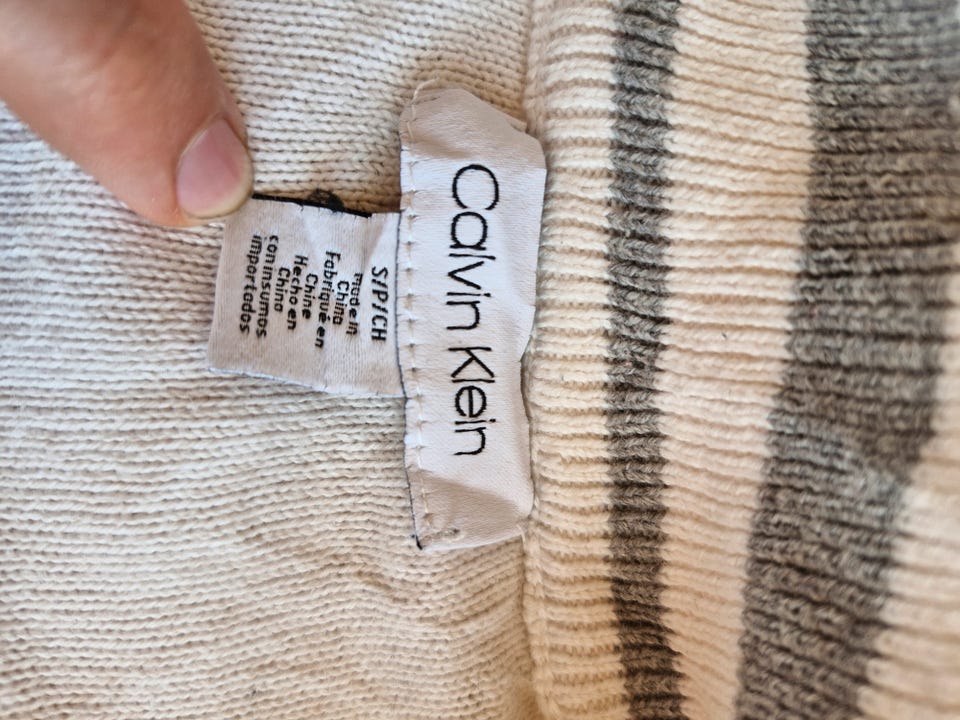 Calvin Klein
S/P/CH
made in
China
Fabriqué en
Chine
Hecho en
China
con insumos
importados